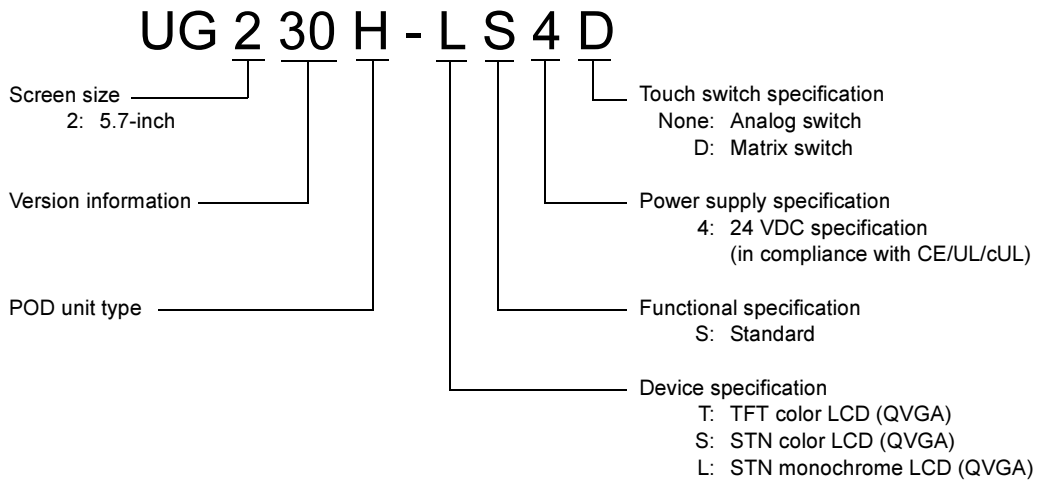 UG 2 30 H - L S 4 D
Screen size
2: 5.7-inch
Version information
POD unit type
Touch switch specification
None: Analog switch
D: Matrix switch
Power supply specification
4: 24 VDC specification
(in compliance with CE/UL/cUL)
Functional specification
S: Standard
Device specification
T: TFT color LCD (QVGA)
S: STN color LCD (QVGA)
L: STN monochrome LCD (QVGA)